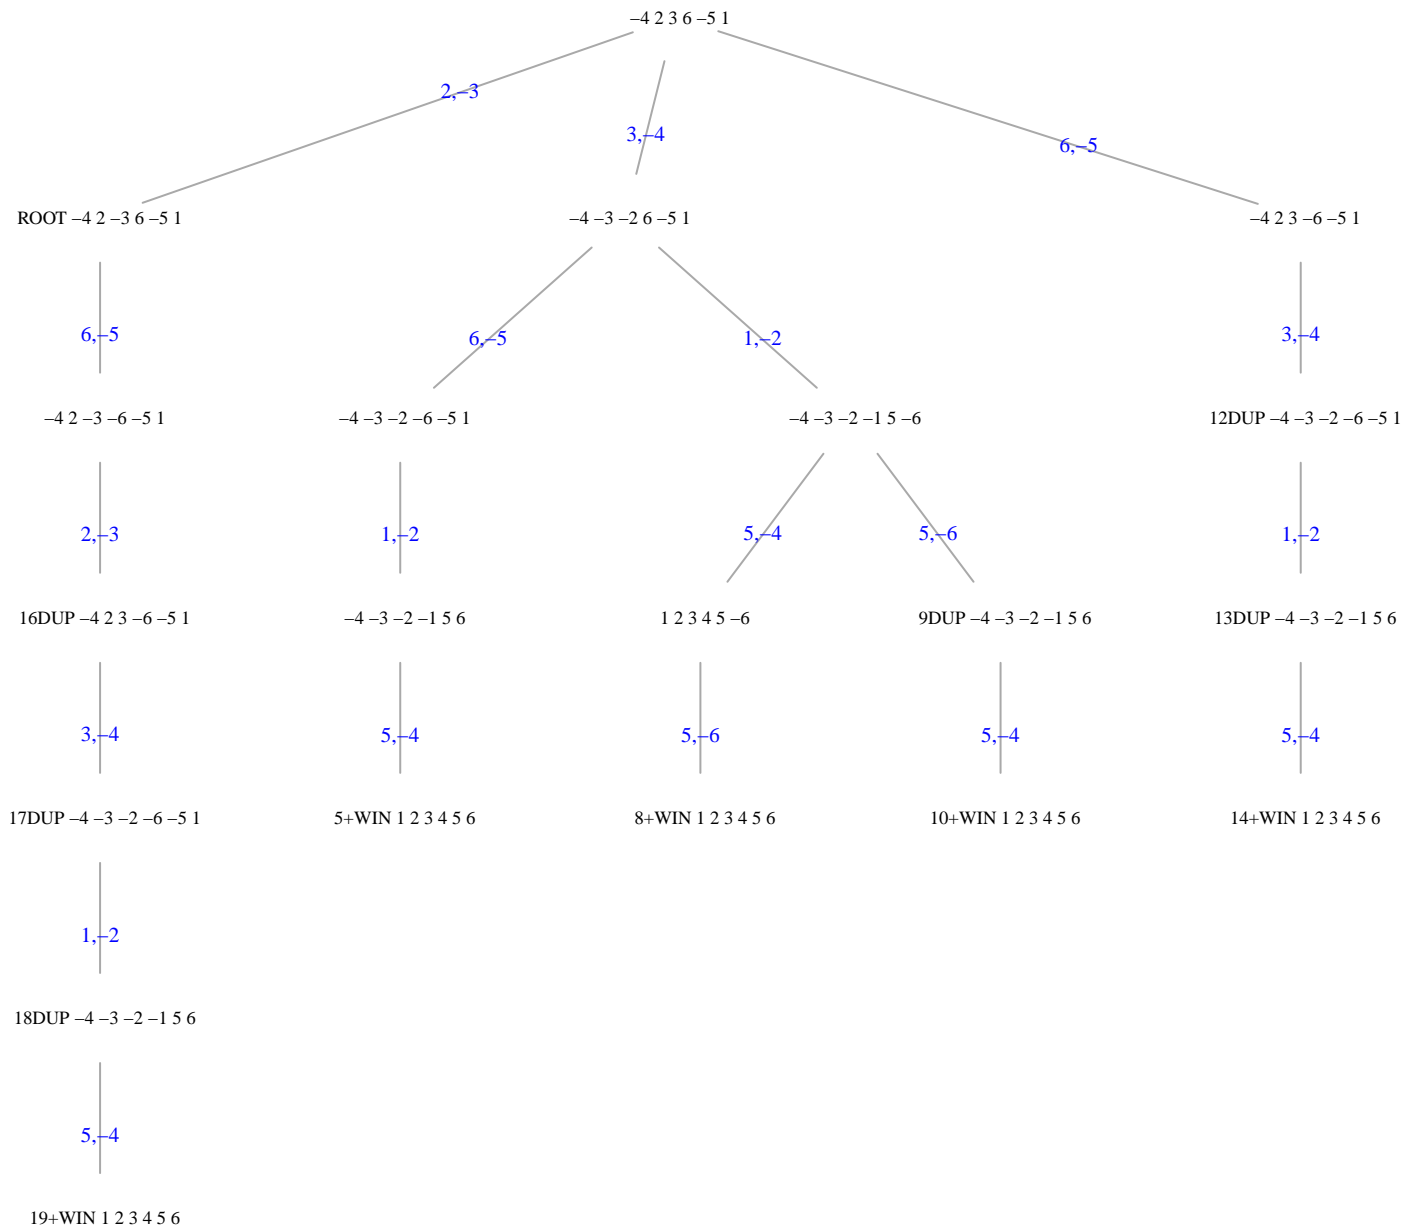 –4 2 3 6 –5 1
2,–3
3,–4
6,–5
ROOT –4 2 –3 6 –5 1
–4 –3 –2 6 –5 1
–4 2 3 –6 –5 1
6,–5
6,–5
1,–2
3,–4
–4 2 –3 –6 –5 1
–4 –3 –2 –6 –5 1
–4 –3 –2 –1 5 –6
12DUP –4 –3 –2 –6 –5 1
2,–3
1,–2
5,–4
5,–6
1,–2
16DUP –4 2 3 –6 –5 1
–4 –3 –2 –1 5 6
1 2 3 4 5 –6
9DUP –4 –3 –2 –1 5 6
13DUP –4 –3 –2 –1 5 6
3,–4
5,–4
5,–6
5,–4
5,–4
17DUP –4 –3 –2 –6 –5 1
5+WIN 1 2 3 4 5 6
8+WIN 1 2 3 4 5 6
10+WIN 1 2 3 4 5 6
14+WIN 1 2 3 4 5 6
1,–2
18DUP –4 –3 –2 –1 5 6
5,–4
19+WIN 1 2 3 4 5 6